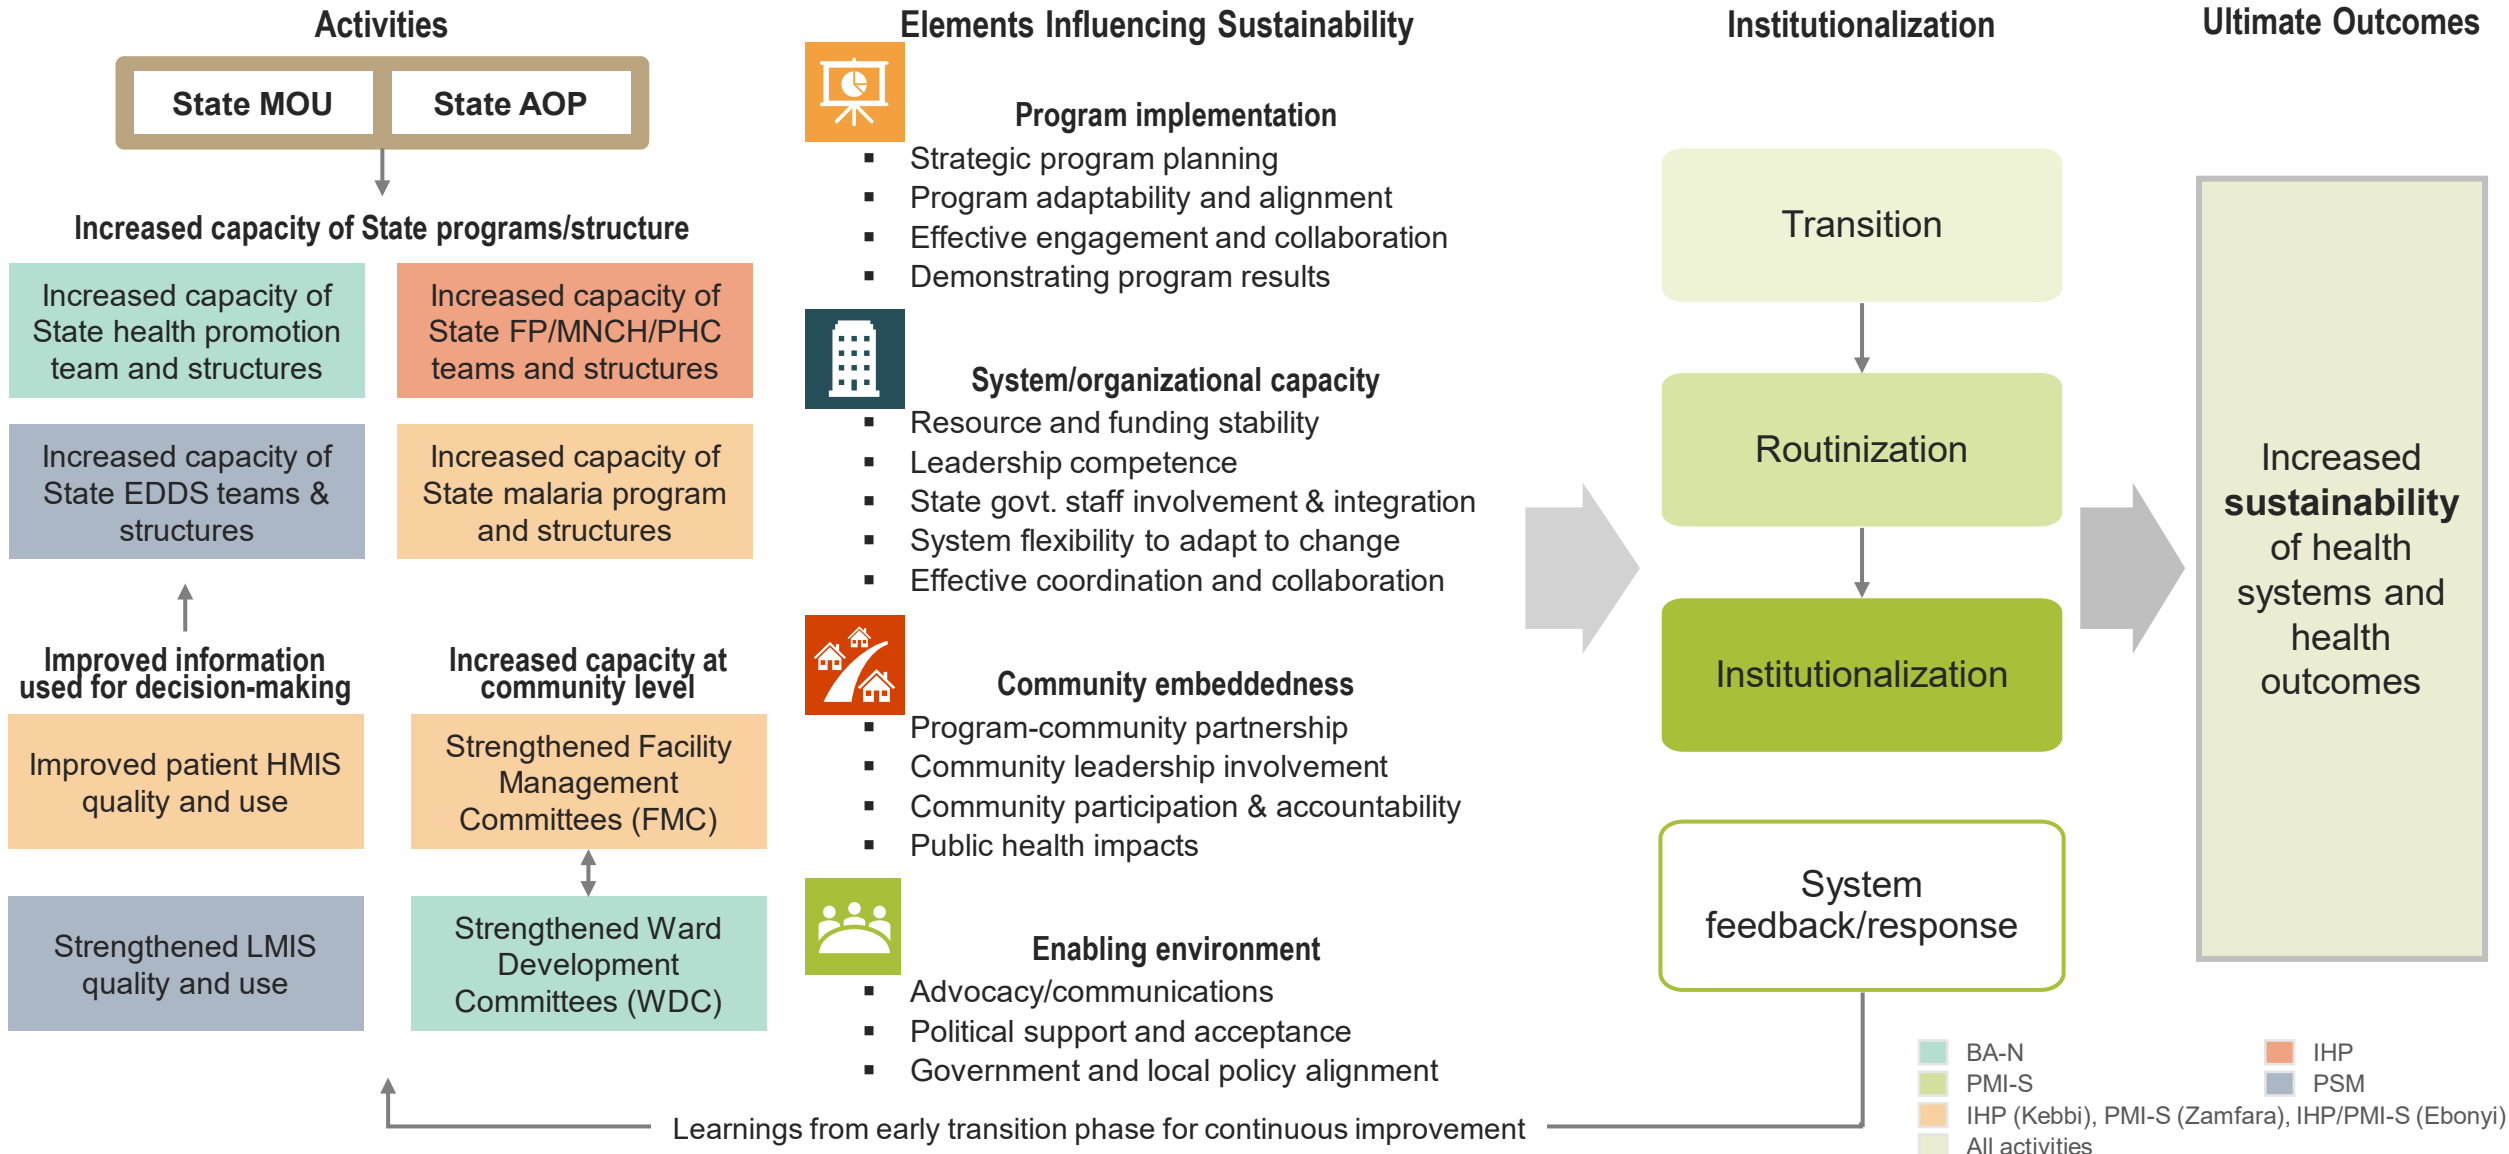 Activities
State MOU
State AOP
Increased capacity of State programs/structure
Increased capacity of
State health promotion
team and structures
Increased capacity of
State FP/MNCH/PHC
teams and structures
Increased capacity of
State EDDS teams &
structures
Increased capacity of
State malaria program
and structures
Improved information
used for decision-making
Increased capacity at
community level
Improved patient HMIS
quality and use
Strengthened Facility
Management
Committees (FMC)
Strengthened LMIS
quality and use
Strengthened Ward
Development
Committees (WDC)
Elements Influencing Sustainability
Program implementation
▪ Strategic program planning
▪ Program adaptability and alignment
▪ Effective engagement and collaboration
▪ Demonstrating program results
System/organizational capacity
▪ Resource and funding stability
▪ Leadership competence
▪ State govt. staff involvement & integration
▪ System flexibility to adapt to change
▪ Effective coordination and collaboration
Community embeddedness
▪ Program-community partnership
▪ Community leadership involvement
▪ Community participation & accountability
▪ Public health impacts
Enabling environment
▪ Advocacy/communications
▪ Political support and acceptance
▪ Government and local policy alignment
Institutionalization
Transition
Routinization
Institutionalization
System
feedback/response
Ultimate Outcomes
Increased
sustainability
of health
systems and
health
outcomes
Learnings from early transition phase for continuous improvement
BA-N
IHP
PMI-S
PSM
IHP (Kebbi), PMI-S (Zamfara), IHP/PMI-S (Ebonyi)
All activities